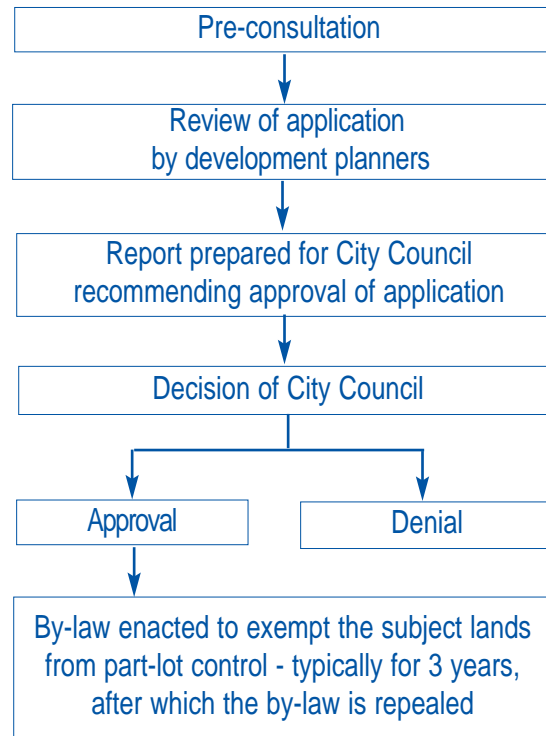 Pre-consultation
Review of application
by development planners
Report prepared for City Council
recommending approval of application
Decision of City Council
Approval
Denial
By-law enacted to exempt the subject lands
from part-lot control - typically for 3 years,
after which the by-law is repealed